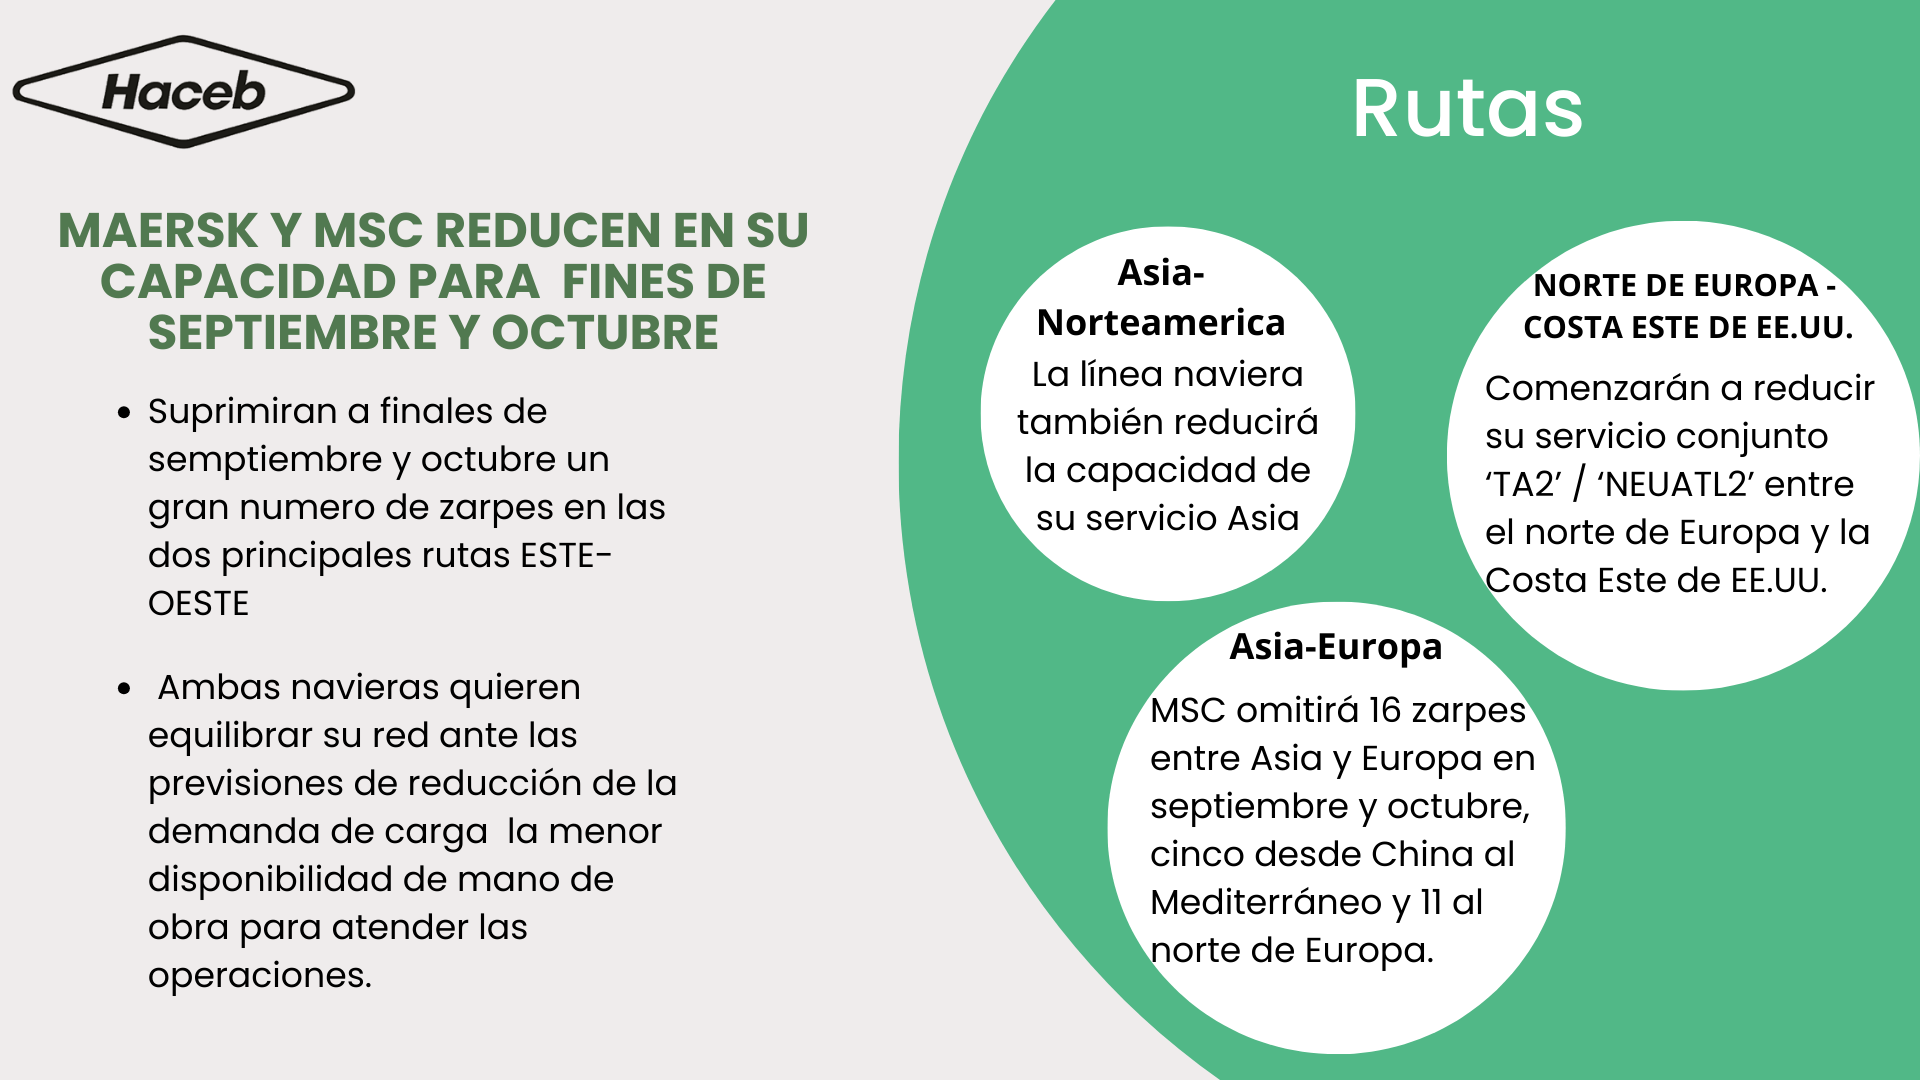 Haceb
MAERSK Y MSC REDUCEN EN SU
CAPACIDAD PARA  FINES DE
SEPTIEMBRE Y OCTUBRE
• Suprimiran a finales de
semptiembre y octubre un
gran numero de zarpes en las
dos principales rutas ESTE-
OESTE
• Ambas navieras quieren
equilibrar su red ante las
previsiones de reducción de la
demanda de carga  la menor
disponibilidad de mano de
obra para atender las
operaciones.
Rutas
Asia-
Norteamerica
La línea naviera
también reducirá
la capacidad de
su servicio Asia
NORTE DE EUROPA -
COSTA ESTE DE EE.UU.
Comenzarán a reducir
su servicio conjunto
‘TA2’ / ‘NEUATL2’ entre
el norte de Europa y la
Costa Este de EE.UU.
Asia-Europa
MSC omitirá 16 zarpes
entre Asia y Europa en
septiembre y octubre,
cinco desde China al
Mediterráneo y 11 al
norte de Europa.